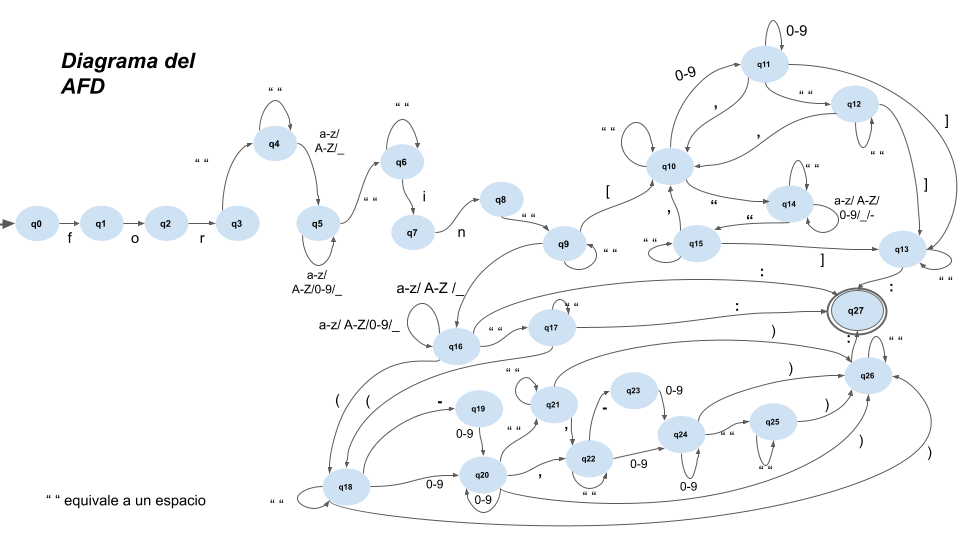 Diagrama del
AFD
0-9
q11
0-9
" "
q12
,
" "
a-z/
A-Z/_
" "
,
]
" "
q4
" "
q6
q10
" "
]
" "
i
[
"
q14
a-z/ A-Z/
0-9/_/-
q8
"
,
q0
q1
q2
q3
q5
q7
n
" "
q9
" "
q15
q13
f
o
r
" "
]
" "
a-z/
A-Z/0-9/_
:
:
a-z/ A-Z /_
" "
:
q27
a-z/ A-Z/0-9/_
" "
q17
q16
)
:
" "
" "
)
q26
(
(
-
q19
q21
q23
0-9
-
)
0-9
" "
,
q24
" "
q25
)
q22
0-9
" "
q18
0-9
q20
,
" "
0-9
" "
0-9
)
" " equivale a un espacio